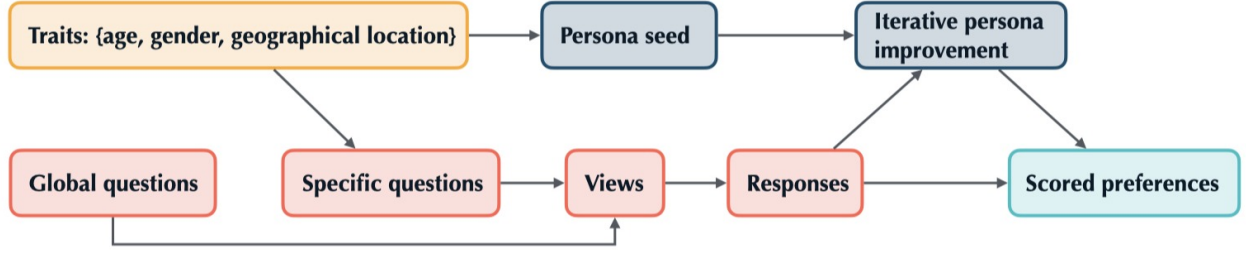 Traits: {age, gender, geographical location}
Persona seed
Iterative persona
improvement
Global questions
Specific questions
Views
Responses
Scored preferences